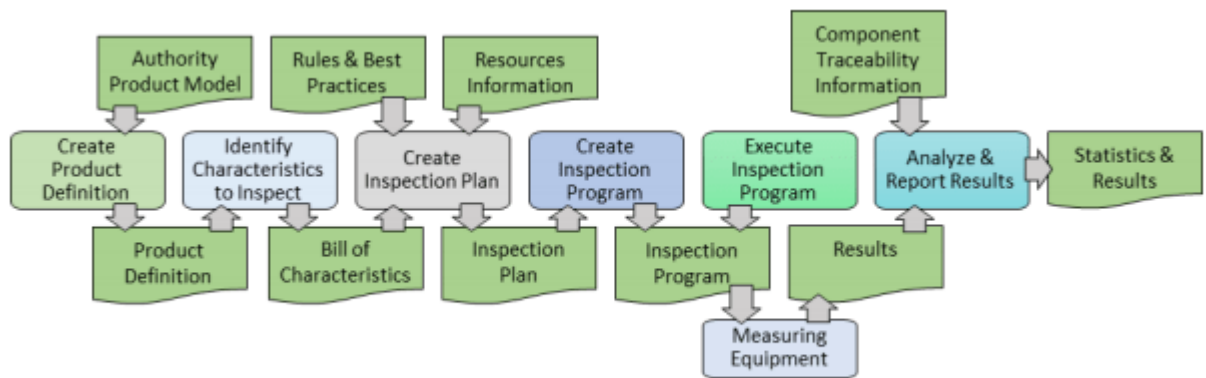 Authority
Product Model
Rules & Best
Practices
Resources
Information
Component
Traceability
Information
Create
Product
Definition
Identify
Characteristics
to Inspect
Create
Inspection Plan
Create
Inspection
Program
Execute
Inspection
Program
Analyze &
Report Results
Statistics &
Results
Product
Definition
Bill of
Characteristics
Inspection
Plan
Inspection
Program
Results
Measuring
Equipment